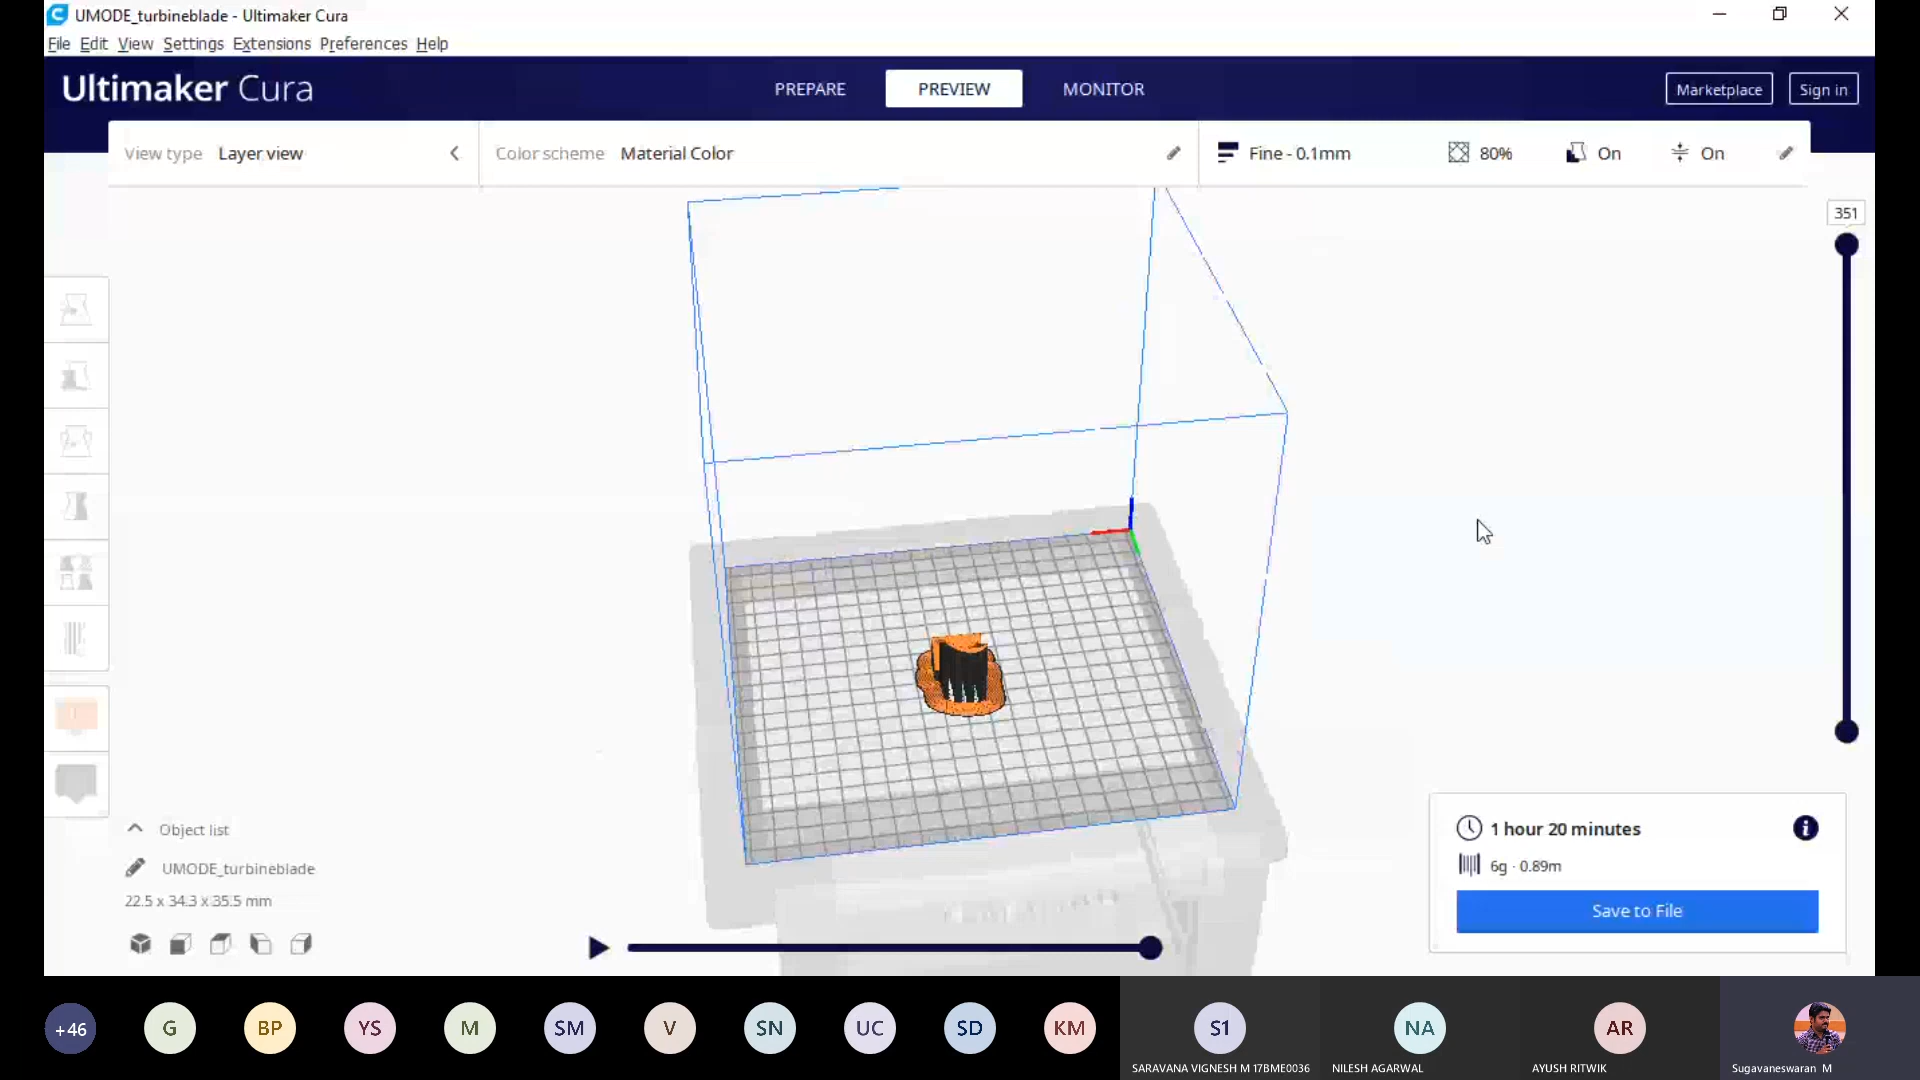 UMODE_turbineblade - Ultimaker Cura
File Edit View Settings Extensions Preferences Help
Ultimaker Cura
PREPARE
PREVIEW
MONITOR
Marketplace
Sign in
View type Layer view
Color scheme Material Color
Fine - 0.1mm
80%
On
On
351
Object list
UMODE_turbineblade
22.5 x 34.3 x 35.5 mm
1 hour 20 minutes
6g · 0.89m
Save to File
+46
G
BP
YS
M
SM
V
SN
UC
SD
KM
S1
NA
AR
SARAVANA VIGNESH M 17BME0036
NILESH AGARWAL
AYUSH RITWIK
Sugavaneswaran M